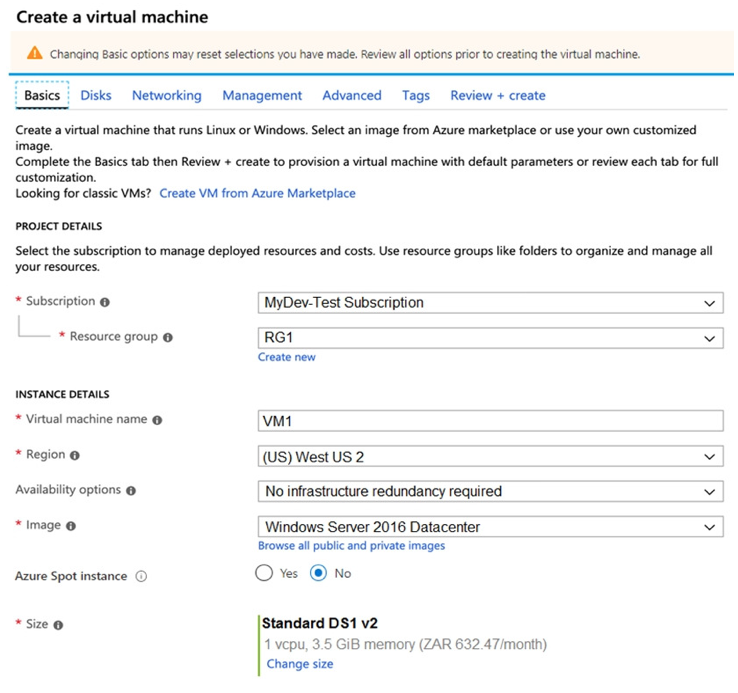 Create a virtual machine
Changing Basic options may reset selections you have made. Review all options prior to creating the virtual machine.
Basics Disks Networking Management Advanced Tags Review + create
Create a virtual machine that runs Linux or Windows. Select an image from Azure marketplace or use your own customized
image.
Complete the Basics tab then Review + create to provision a virtual machine with default parameters or review each tab for full
customization.
Looking for classic VMs? Create VM from Azure Marketplace
PROJECT DETAILS
Select the subscription to manage deployed resources and costs. Use resource groups like folders to organize and manage all
your resources.
* Subscription MyDev-Test Subscription
* Resource group RG1
Create new
INSTANCE DETAILS
* Virtual machine name VM1
* Region (US) West US 2
Availability options No infrastructure redundancy required
* Image Windows Server 2016 Datacenter
Browse all public and private images
Azure Spot instance Yes No
* Size Standard DS1 v2
1 vcpu, 3.5 GiB memory (ZAR 632.47/month)
Change size